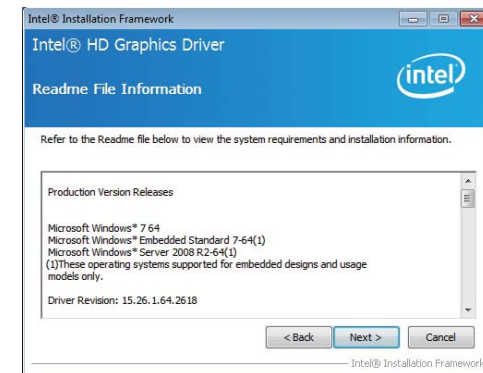 Intel® Installation Framework
Intel® HD Graphics Driver
intel
Readme File Information
Refer to the Readme file below to view the system requirements and installation information.
Production Version Releases
Microsoft Windows* 7 64
Microsoft Windows* Embedded Standard 7-64(1)
Microsoft Windows* Server 2008 R2-64(1)
(1)These operating systems supported for embedded designs and usage
models only.
Driver Revision: 15.26.1.64.2618
< Back Next > Cancel
Intel® Installation Framework